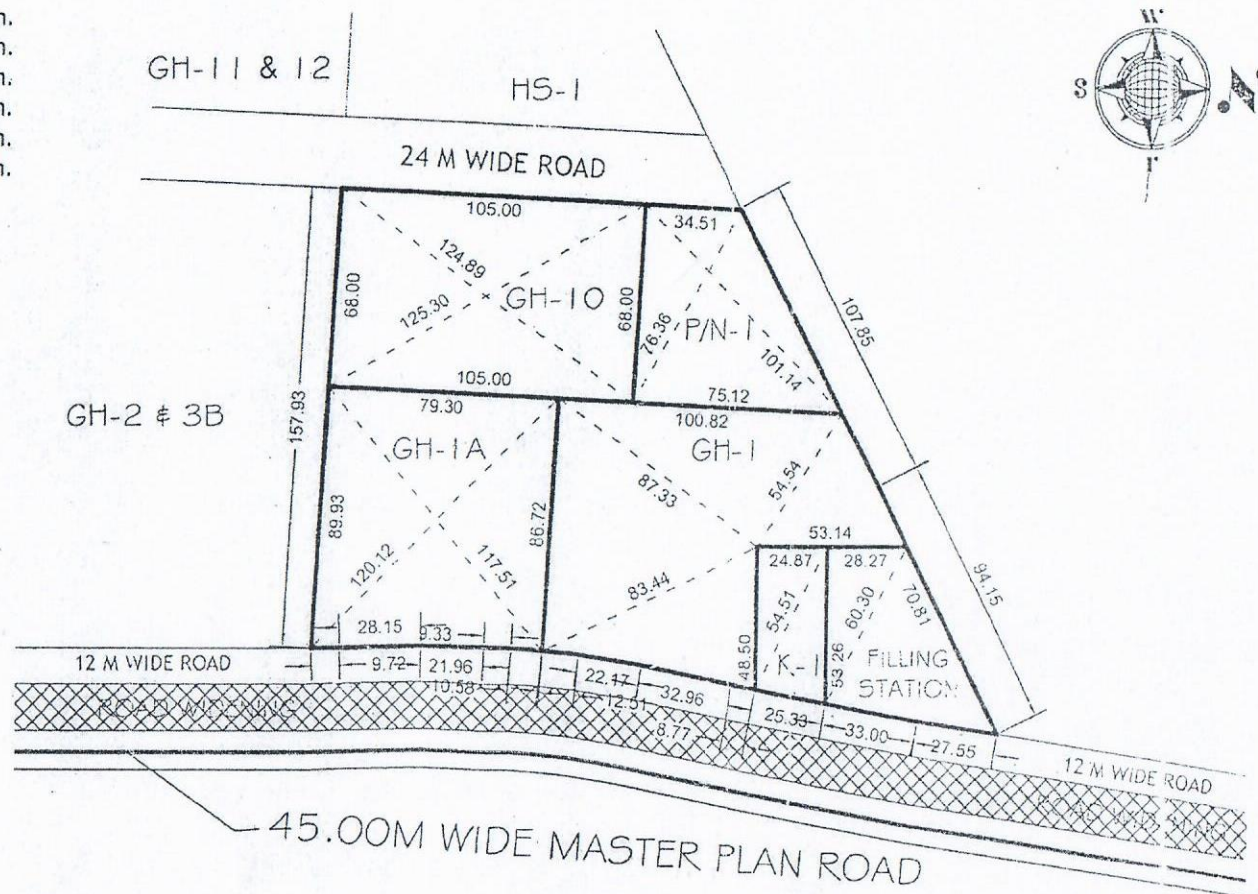 n.
n.
n.
n.
n.
n.
GH-11 & 12
HS-1
W
S
N
24 M WIDE ROAD
105.00
34.51
124.89
68.00
GH-10
125.30
68.00
76.36
P/N-1
101.14
107.85
105.00
75.12
79.30
100.82
GH-2 & 3B
157.93
GH-1A
GH-1
89.93
120.12
117.51
86.72
87.33
54.54
53.14
24.87
28.27
83.44
54.51
60.30
70.81
94.15
48.50
K-1
53.26
FILLING
STATION
28.15
9.33
12 M WIDE ROAD
9.72
21.96
10.58
22.17
12.51
32.96
8.77
25.33
33.00
27.55
12 M WIDE ROAD
ROAD WIDENING
45.00M WIDE MASTER PLAN ROAD